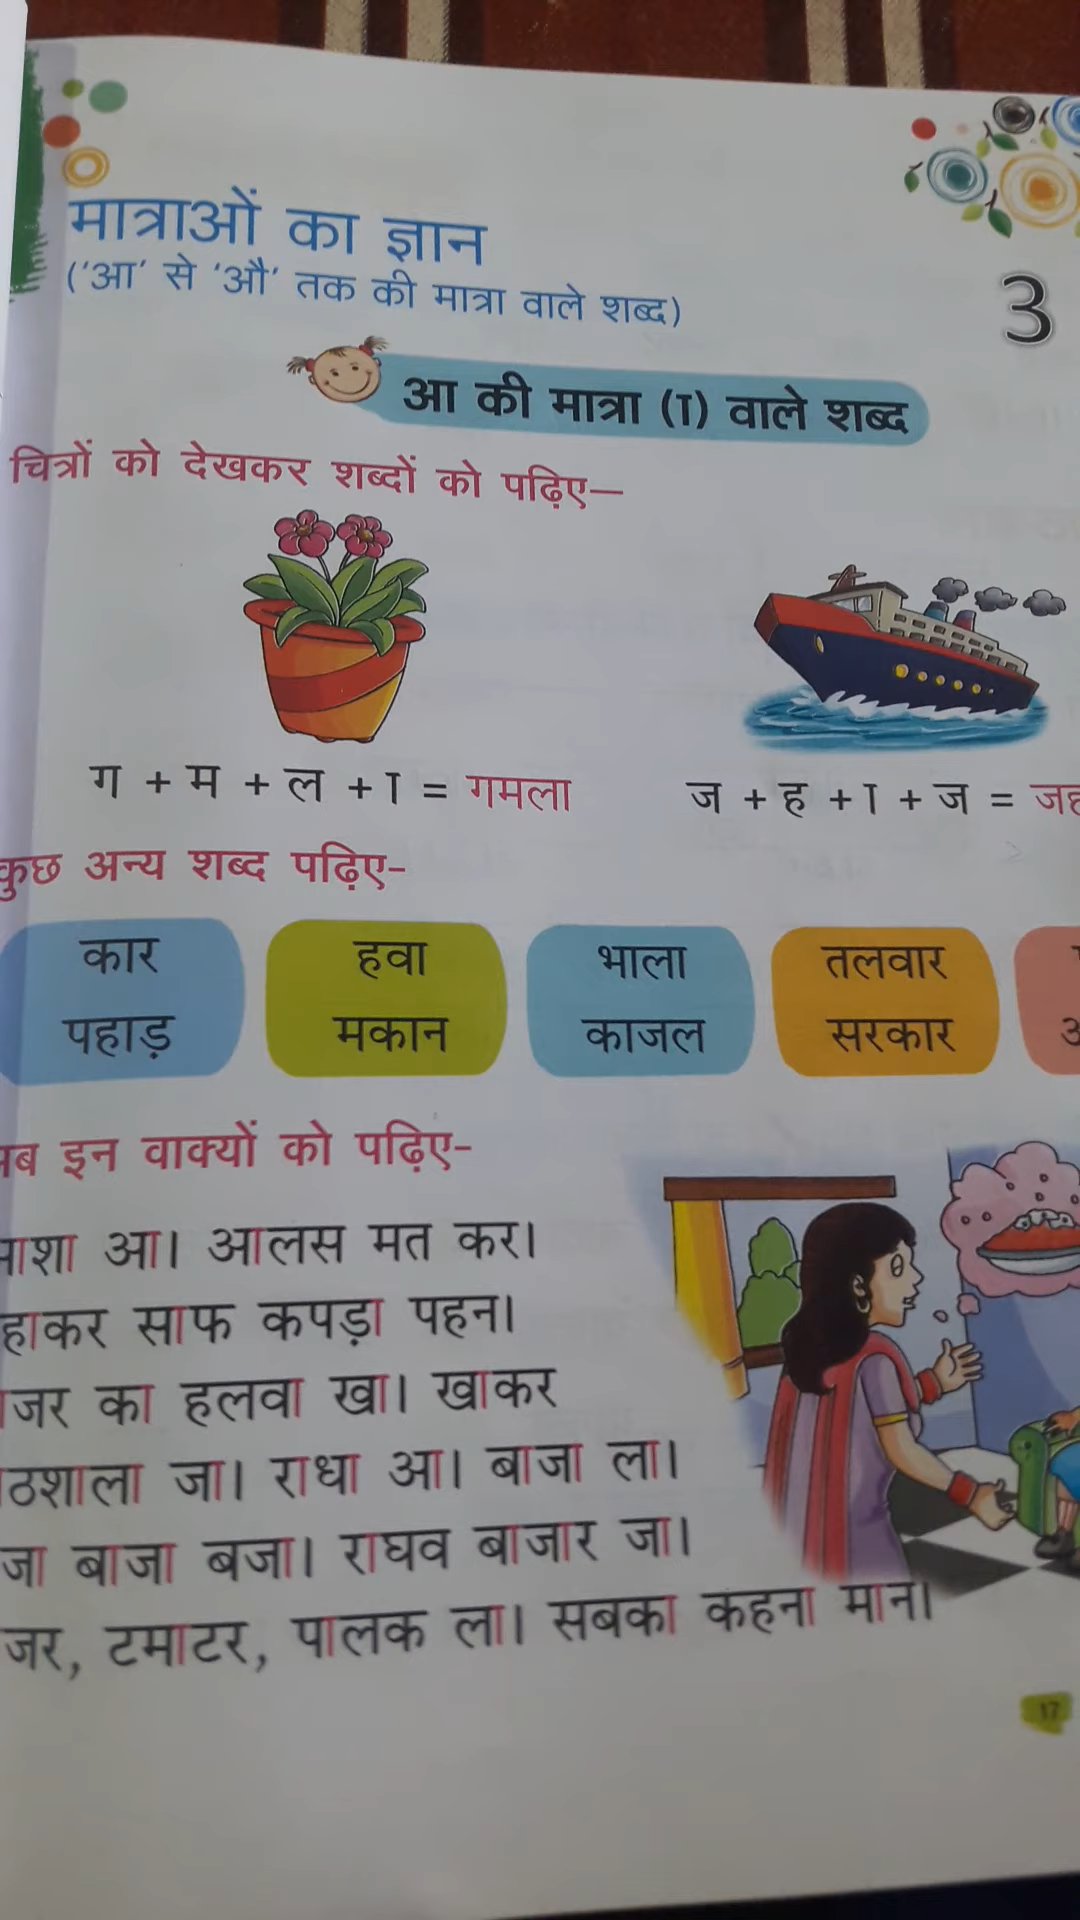 मात्राओं का ज्ञान
('आ' से 'औ' तक की मात्रा वाले शब्द)
3
आ की मात्रा (ा) वाले शब्द
चित्रों को देखकर शब्दों को पढ़िए—
ग + म + ल + ा = गमला
ज + ह + ा + ज =
कुछ अन्य शब्द पढ़िए-
कार हवा भाला तलवार
पहाड़ मकान काजल सरकार
इन वाक्यों को पढ़िए-
आ। आलस मत कर।
साफ कपड़ा पहन।
का हलवा खा। खाकर
जा। राधा आ। बाजा ला।
बाजा बजा। राघव बाजार जा।
टमाटर, पालक ला। सबका कहना मान।
17